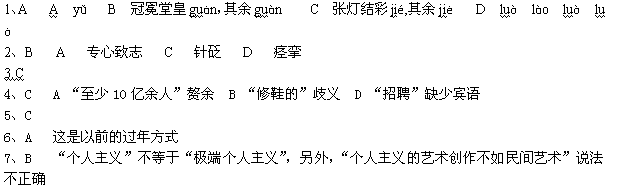 1、A  A  yǔ  B  冠冕堂皇 guān,其余 guàn  C  张灯结彩 jié,其余 jiē  D  luò  lào  luò  lu
ò
2、B  A  专心致志  C  针砭  D  痉挛
3.C
4、C  A “至少 10 亿余人”赘余  B “修鞋的”歧义  D “招聘”缺少宾语
5、C
6、A  这是以前的过年方式
7、B  “个人主义”不等于“极端个人主义”，另外，“个人主义的艺术创作不如民间艺术”说法
不正确